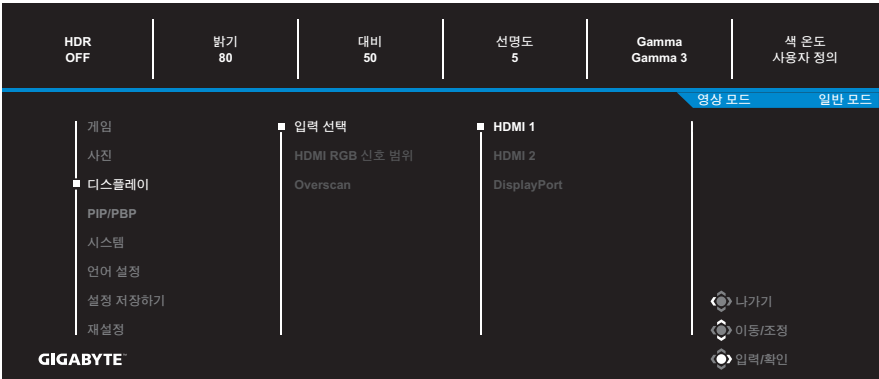 HDR 밝기 대비 선명도 Gamma 색 온도
OFF 80 50 5 Gamma 3 사용자 정의
영상 모드 일반 모드
게임 입력 선택 HDMI 1
사진 HDMI RGB 신호 범위 HDMI 2
디스플레이 Overscan DisplayPort
PIP/PBP
시스템
언어 설정
설정 저장하기 나가기
재설정 이동/조정
GIGABYTE™ 입력/확인